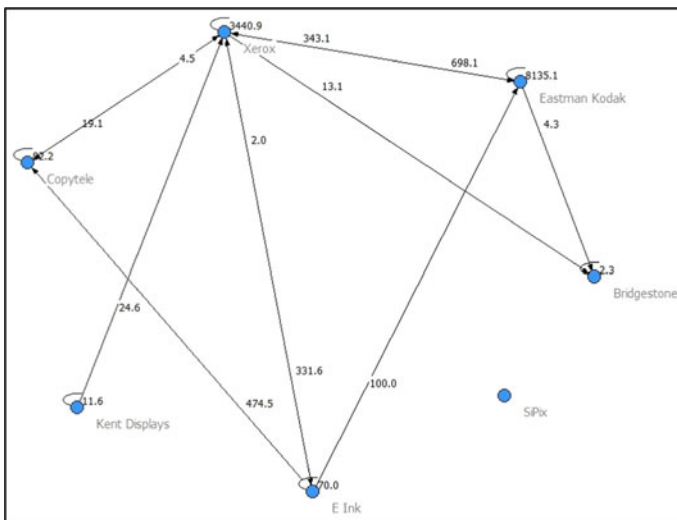 3440.9
Xerox
343.1
4.5
698.1
8135.1
13.1
Eastman Kodak
19.1
4.3
2.0
82.2
Copytele
2.3
Bridgestone
24.6
331.6
100.0
474.5
11.6
SiPix
Kent Displays
70.0
E Ink